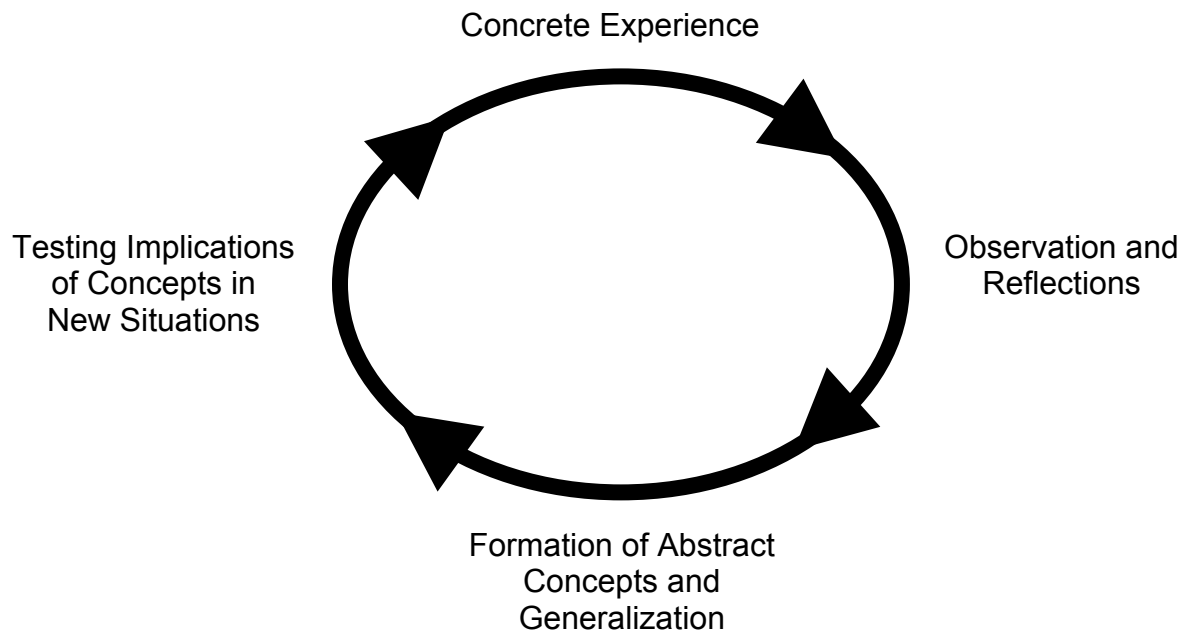 Concrete Experience
Observation and
Reflections
Formation of Abstract
Concepts and
Generalization
Testing Implications
of Concepts in
New Situations